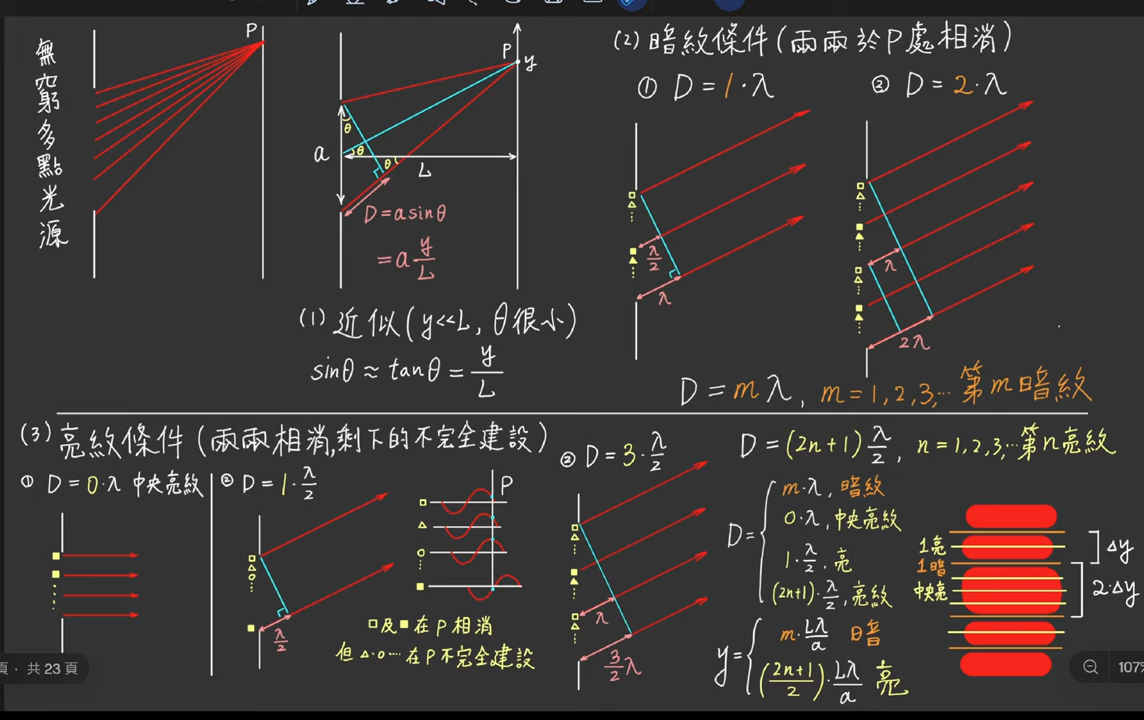 無窮多點光源
P
P
y
θ
θ
θ
a
L
D=asinθ
=a y/L
(1) 近似(y<<L, θ很小)
sinθ≈tanθ=y/L
(2) 暗紋條件(兩兩於P處相消)
① D=1·λ
② D=2·λ
λ/2
λ
λ
2λ
D=mλ, m=1,2,3,… 第m暗紋
(3) 亮紋條件(兩兩相消,剩下的不完全建設)
① D=0·λ 中央亮紋
② D=1·λ/2
λ/2
P
□及■在P相消
但△·○…在P不完全建設
② D=3·λ/2
λ
3/2λ
D=(2n+1)λ/2, n=1,2,3,… 第n亮紋
D=
m·λ, 暗紋
0·λ, 中央亮紋
1·λ/2, 亮
(2n+1)·λ/2, 亮紋
y=
m·Lλ/a 暗
(2n+1/2)·Lλ/a 亮
1亮
1暗
中央亮
Δy
2·Δy
頁·共 23 頁
107%